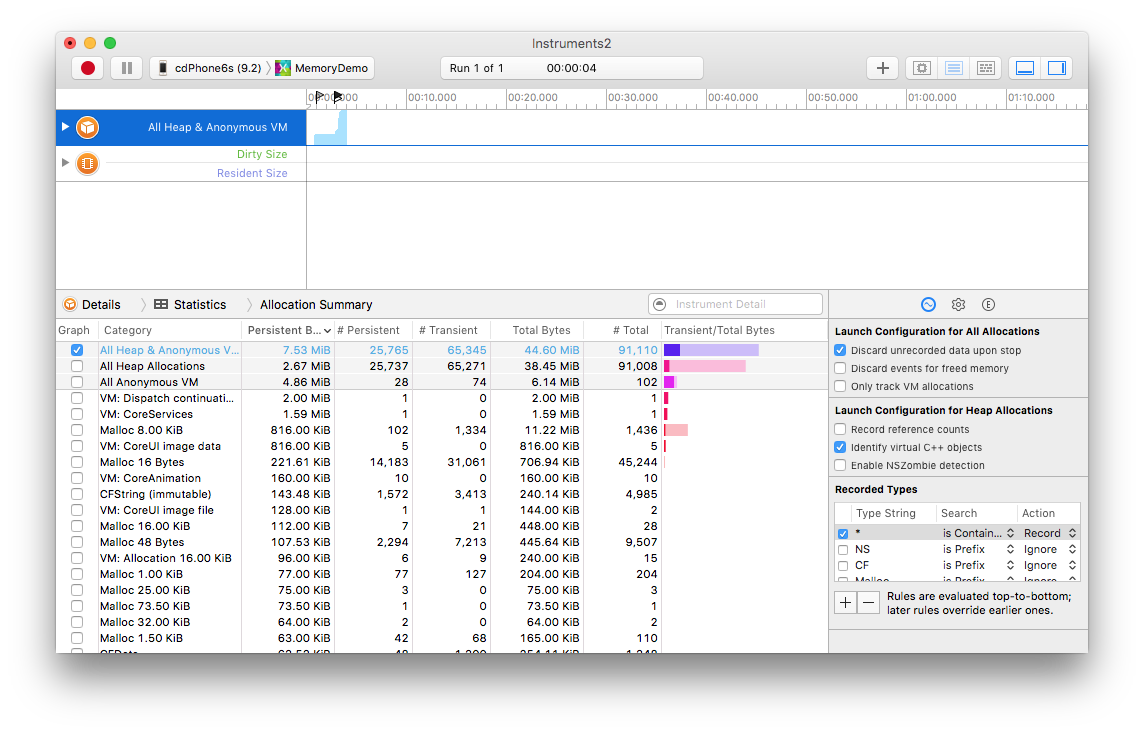 Instruments2
cdPhone6s (9.2) MemoryDemo Run 1 of 1 00:00:04
00:10.000 00:20.000 00:30.000 00:40.000 00:50.000 01:00.000 01:10.000
All Heap & Anonymous VM
Dirty Size
Resident Size
Details Statistics Allocation Summary Instrument Detail E
Graph Category Persistent B... # Persistent # Transient Total Bytes # Total Transient/Total Bytes
All Heap & Anonymous V... 7.53 MiB 25,765 65,345 44.60 MiB 91,110
All Heap Allocations 2.67 MiB 25,737 65,271 38.45 MiB 91,008
All Anonymous VM 4.86 MiB 28 74 6.14 MiB 102
VM: Dispatch continuati... 2.00 MiB 1 0 2.00 MiB 1
VM: CoreServices 1.59 MiB 1 0 1.59 MiB 1
Malloc 8.00 KiB 816.00 KiB 102 1,334 11.22 MiB 1,436
VM: CoreUI image data 816.00 KiB 5 0 816.00 KiB 5
Malloc 16 Bytes 221.61 KiB 14,183 31,061 706.94 KiB 45,244
VM: CoreAnimation 160.00 KiB 10 0 160.00 KiB 10
CFString (immutable) 143.48 KiB 1,572 3,413 240.14 KiB 4,985
VM: CoreUI image file 128.00 KiB 1 1 144.00 KiB 2
Malloc 16.00 KiB 112.00 KiB 7 21 448.00 KiB 28
Malloc 48 Bytes 107.53 KiB 2,294 7,213 445.64 KiB 9,507
VM: Allocation 16.00 KiB 96.00 KiB 6 9 240.00 KiB 15
Malloc 1.00 KiB 77.00 KiB 77 127 204.00 KiB 204
Malloc 25.00 KiB 75.00 KiB 3 0 75.00 KiB 3
Malloc 73.50 KiB 73.50 KiB 1 0 73.50 KiB 1
Malloc 32.00 KiB 64.00 KiB 2 0 64.00 KiB 2
Malloc 1.50 KiB 63.00 KiB 42 68 165.00 KiB 110
Launch Configuration for All Allocations
Discard unrecorded data upon stop
Discard events for freed memory
Only track VM allocations
Launch Configuration for Heap Allocations
Record reference counts
Identify virtual C++ objects
Enable NSZombie detection
Recorded Types
Type String Search Action
* is Contain... Record
NS is Prefix Ignore
CF is Prefix Ignore
Malloc is Prefix Ignore
Rules are evaluated top-to-bottom;
later rules override earlier ones.